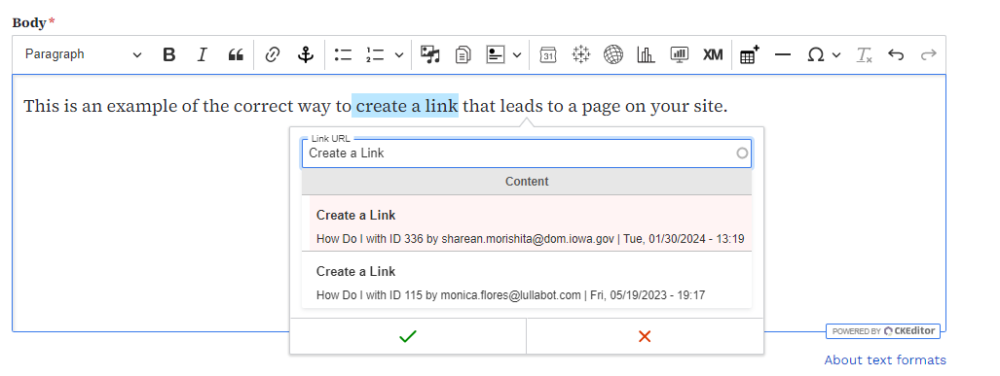 Body *
Paragraph B I 31 XM Ω Tx
This is an example of the correct way to create a link that leads to a page on your site.
Link URL
Create a Link
Content
Create a Link
How Do I with ID 336 by sharean.morishita@dom.iowa.gov | Tue, 01/30/2024 - 13:19
Create a Link
How Do I with ID 115 by monica.flores@lullabot.com | Fri, 05/19/2023 - 19:17
POWERED BY CKEditor
About text formats